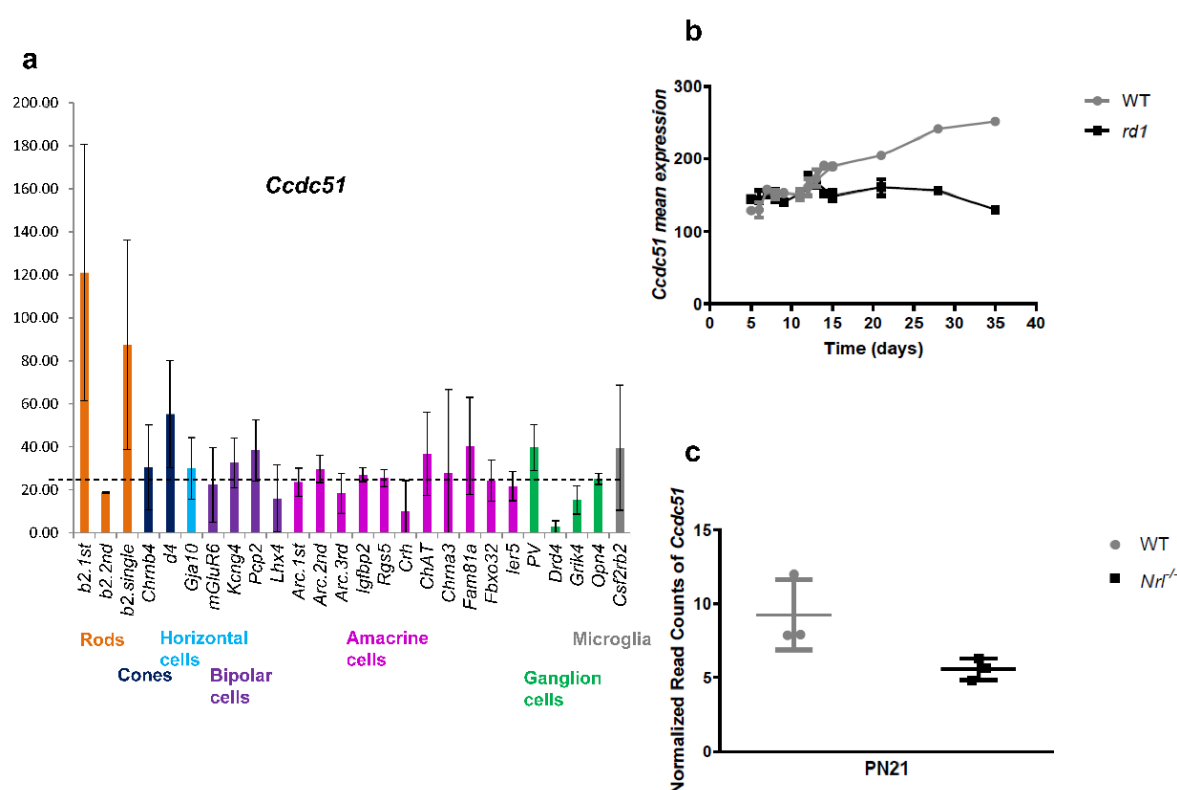 a
200.00
180.00
160.00
140.00
120.00
100.00
80.00
60.00
40.00
20.00
0.00
Ccdc51
b2.1st
b2.2nd
b2.single
Chrnb4
d4
Gja10
mGluR6
Kcng4
Pcp2
Lhx4
Arc.1st
Arc.2nd
Arc.3rd
Igfbp2
Rgs5
Crh
ChAT
Chrna3
Fam81a
Fbxo32
Ier5
PV
Drd4
Grik4
Opn4
Csf2rb2
Rods
Cones
Horizontal
cells
Bipolar
cells
Amacrine
cells
Ganglion
cells
Microglia
b
Ccdc51 mean expression
300
200
100
0
0 5 10 15 20 25 30 35 40
Time (days)
WT
rd1
c
Normalized Read Counts of Ccdc51
15
10
5
0
PN21
WT
Nrl-/-